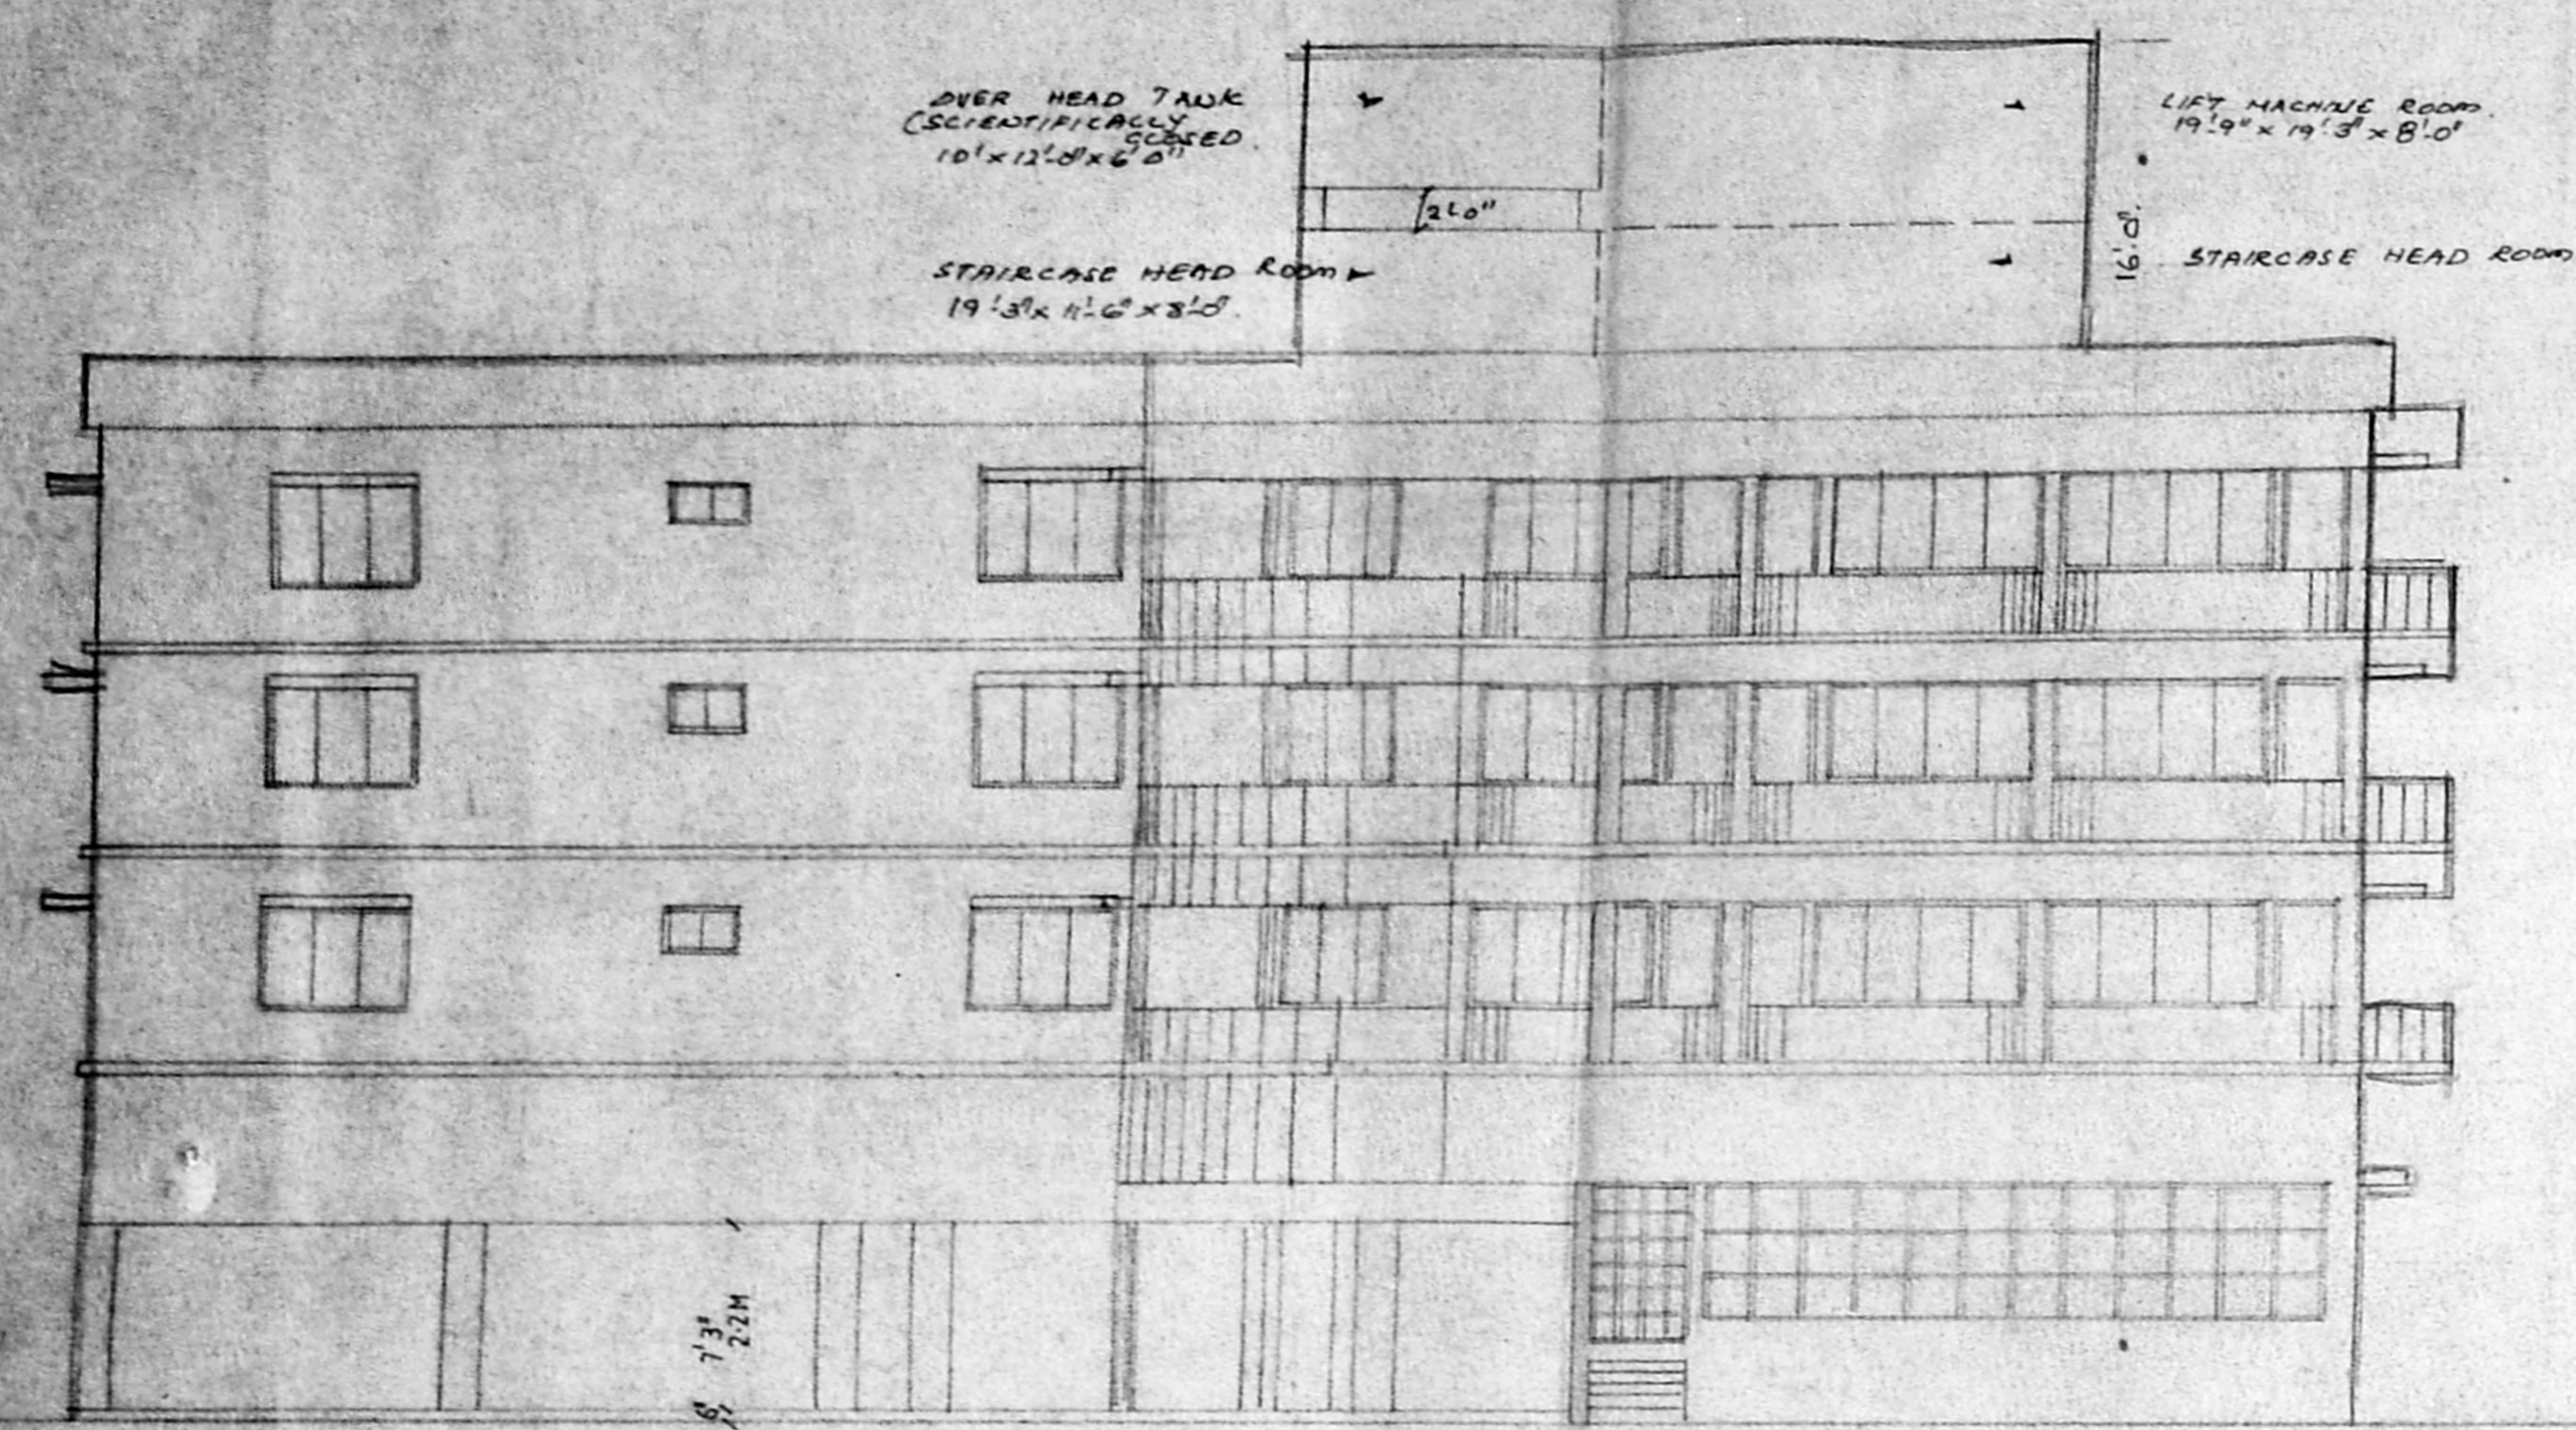 OVER HEAD TANK
(SCIENTIFICALLY
CLOSED.
10'x12'-0"x6'0")
STAIRCASE HEAD ROOM
19'-3"x11'-6"x8'-0".
2'-0"
LIFT MACHINE ROOM.
19'-9"x19'-3"x8'-0"
16'-0".
STAIRCASE HEAD ROOM
7'3"
2·2M
6"